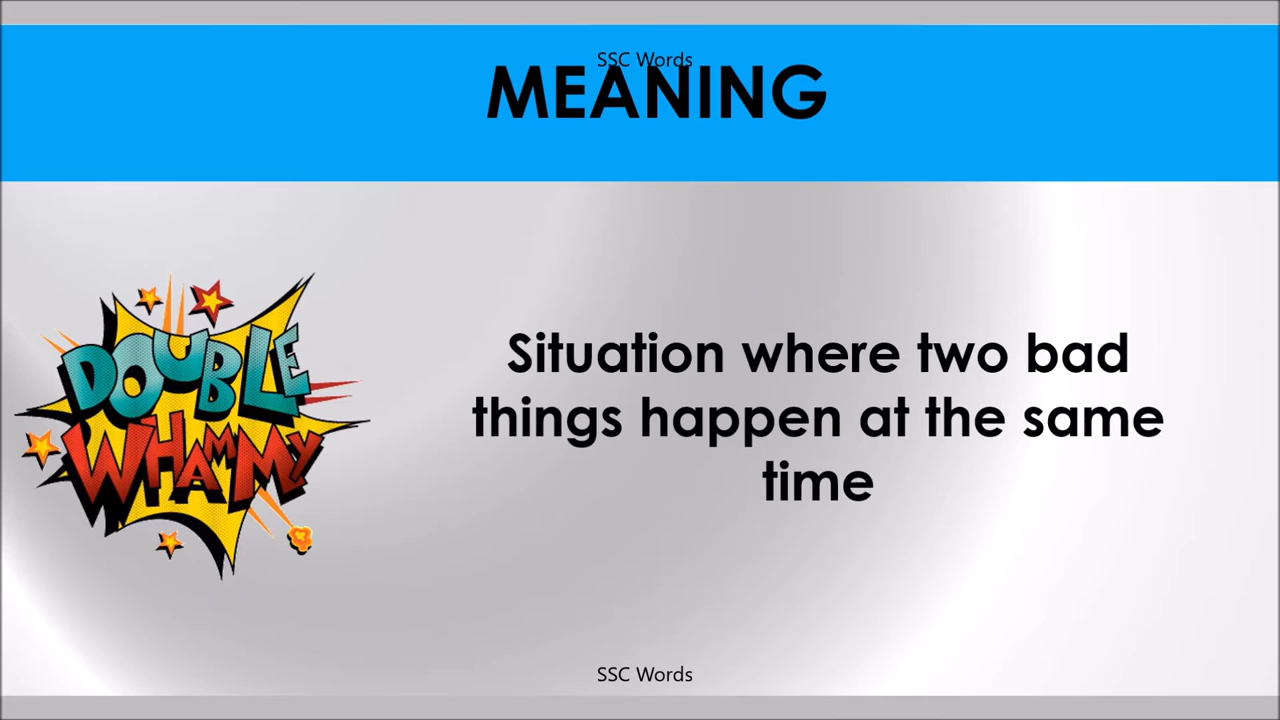 SSC Words
MEANING
DOUBLE
WHAMMY
Situation where two bad
things happen at the same
time
SSC Words